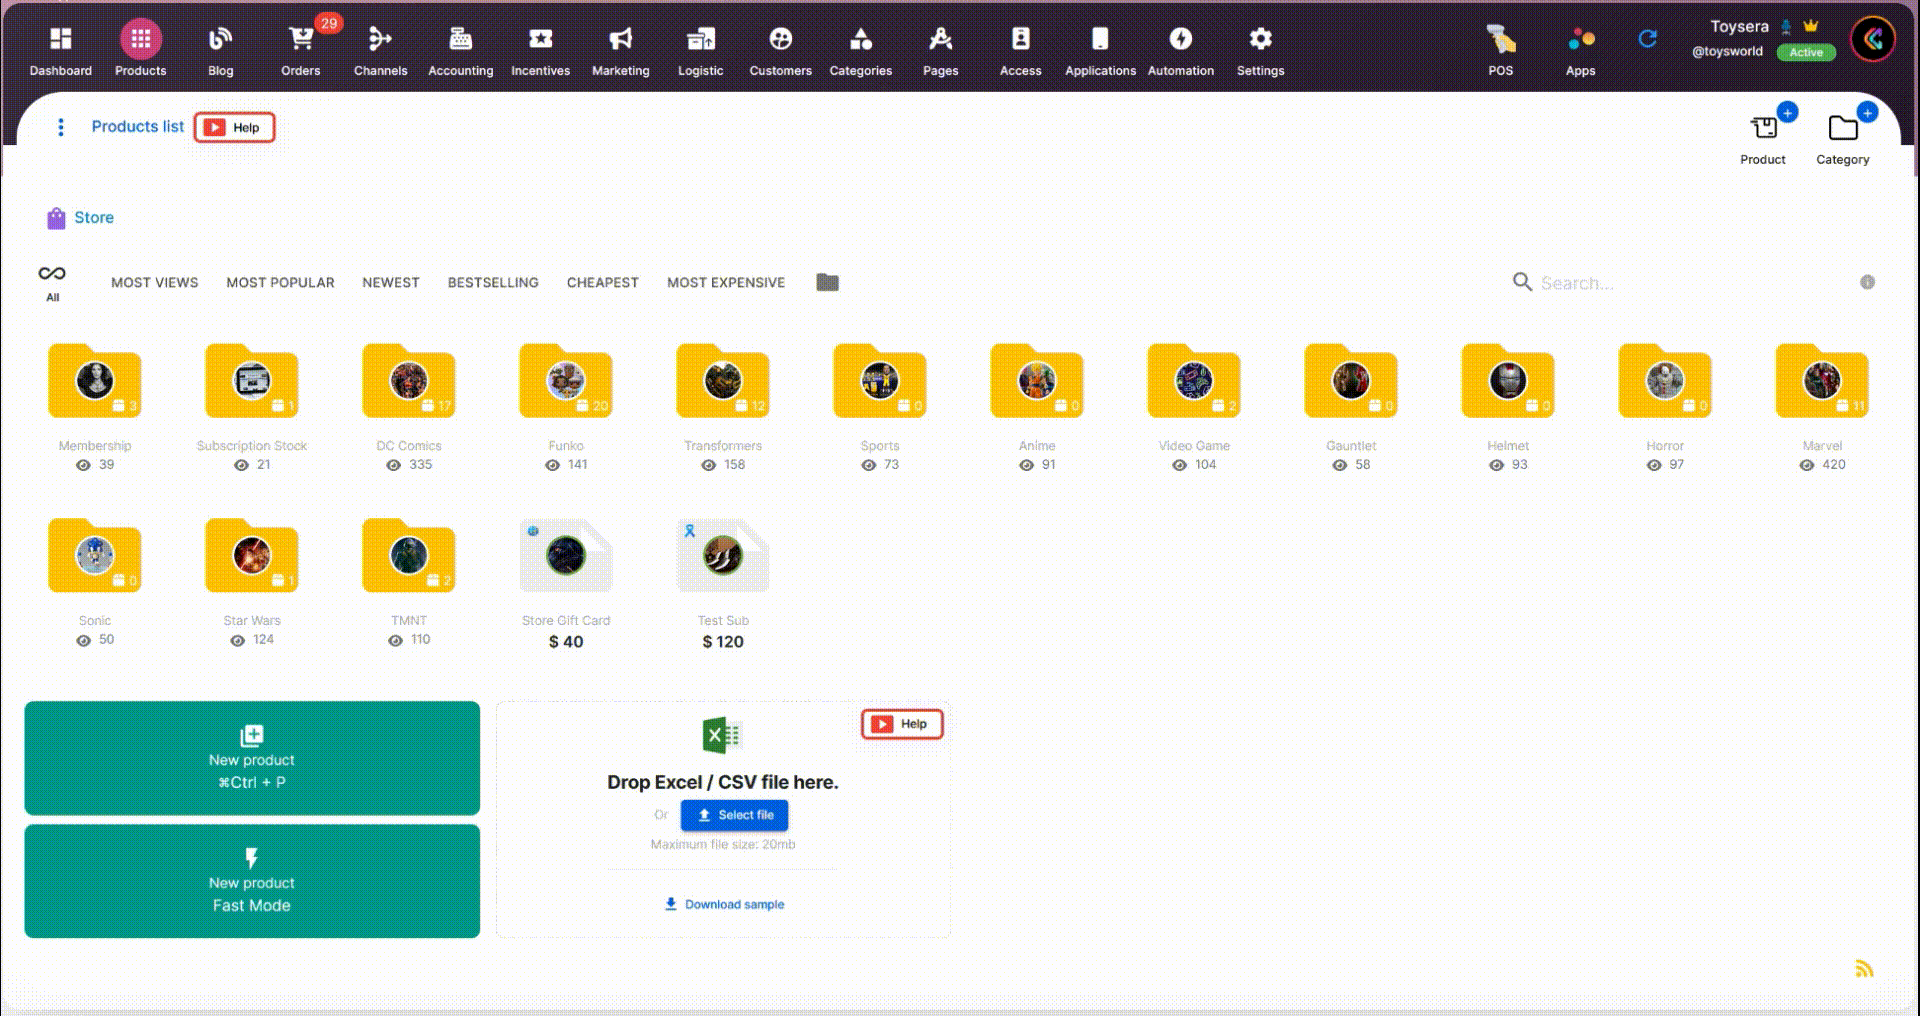 Dashboard
Products
Blog
29
Orders
Channels
Accounting
Incentives
Marketing
Logistic
Customers
Categories
Pages
Access
Applications
Automation
Settings
POS
Apps
Toysera
@toysworld
Active
Products list
Help
+
Product
+
Category
Store
All
MOST VIEWS
MOST POPULAR
NEWEST
BESTSELLING
CHEAPEST
MOST EXPENSIVE
Search...
3
Membership
39
1
Subscription Stock
21
17
DC Comics
335
20
Funko
141
12
Transformers
158
0
Sports
73
0
Anime
91
2
Video Game
104
0
Gauntlet
58
0
Helmet
93
0
Horror
97
11
Marvel
420
0
Sonic
50
1
Star Wars
124
2
TMNT
110
Store Gift Card
$ 40
Test Sub
$ 120
New product
⌘Ctrl + P
New product
Fast Mode
Help
Drop Excel / CSV file here.
Or
Select file
Maximum file size: 20mb
Download sample